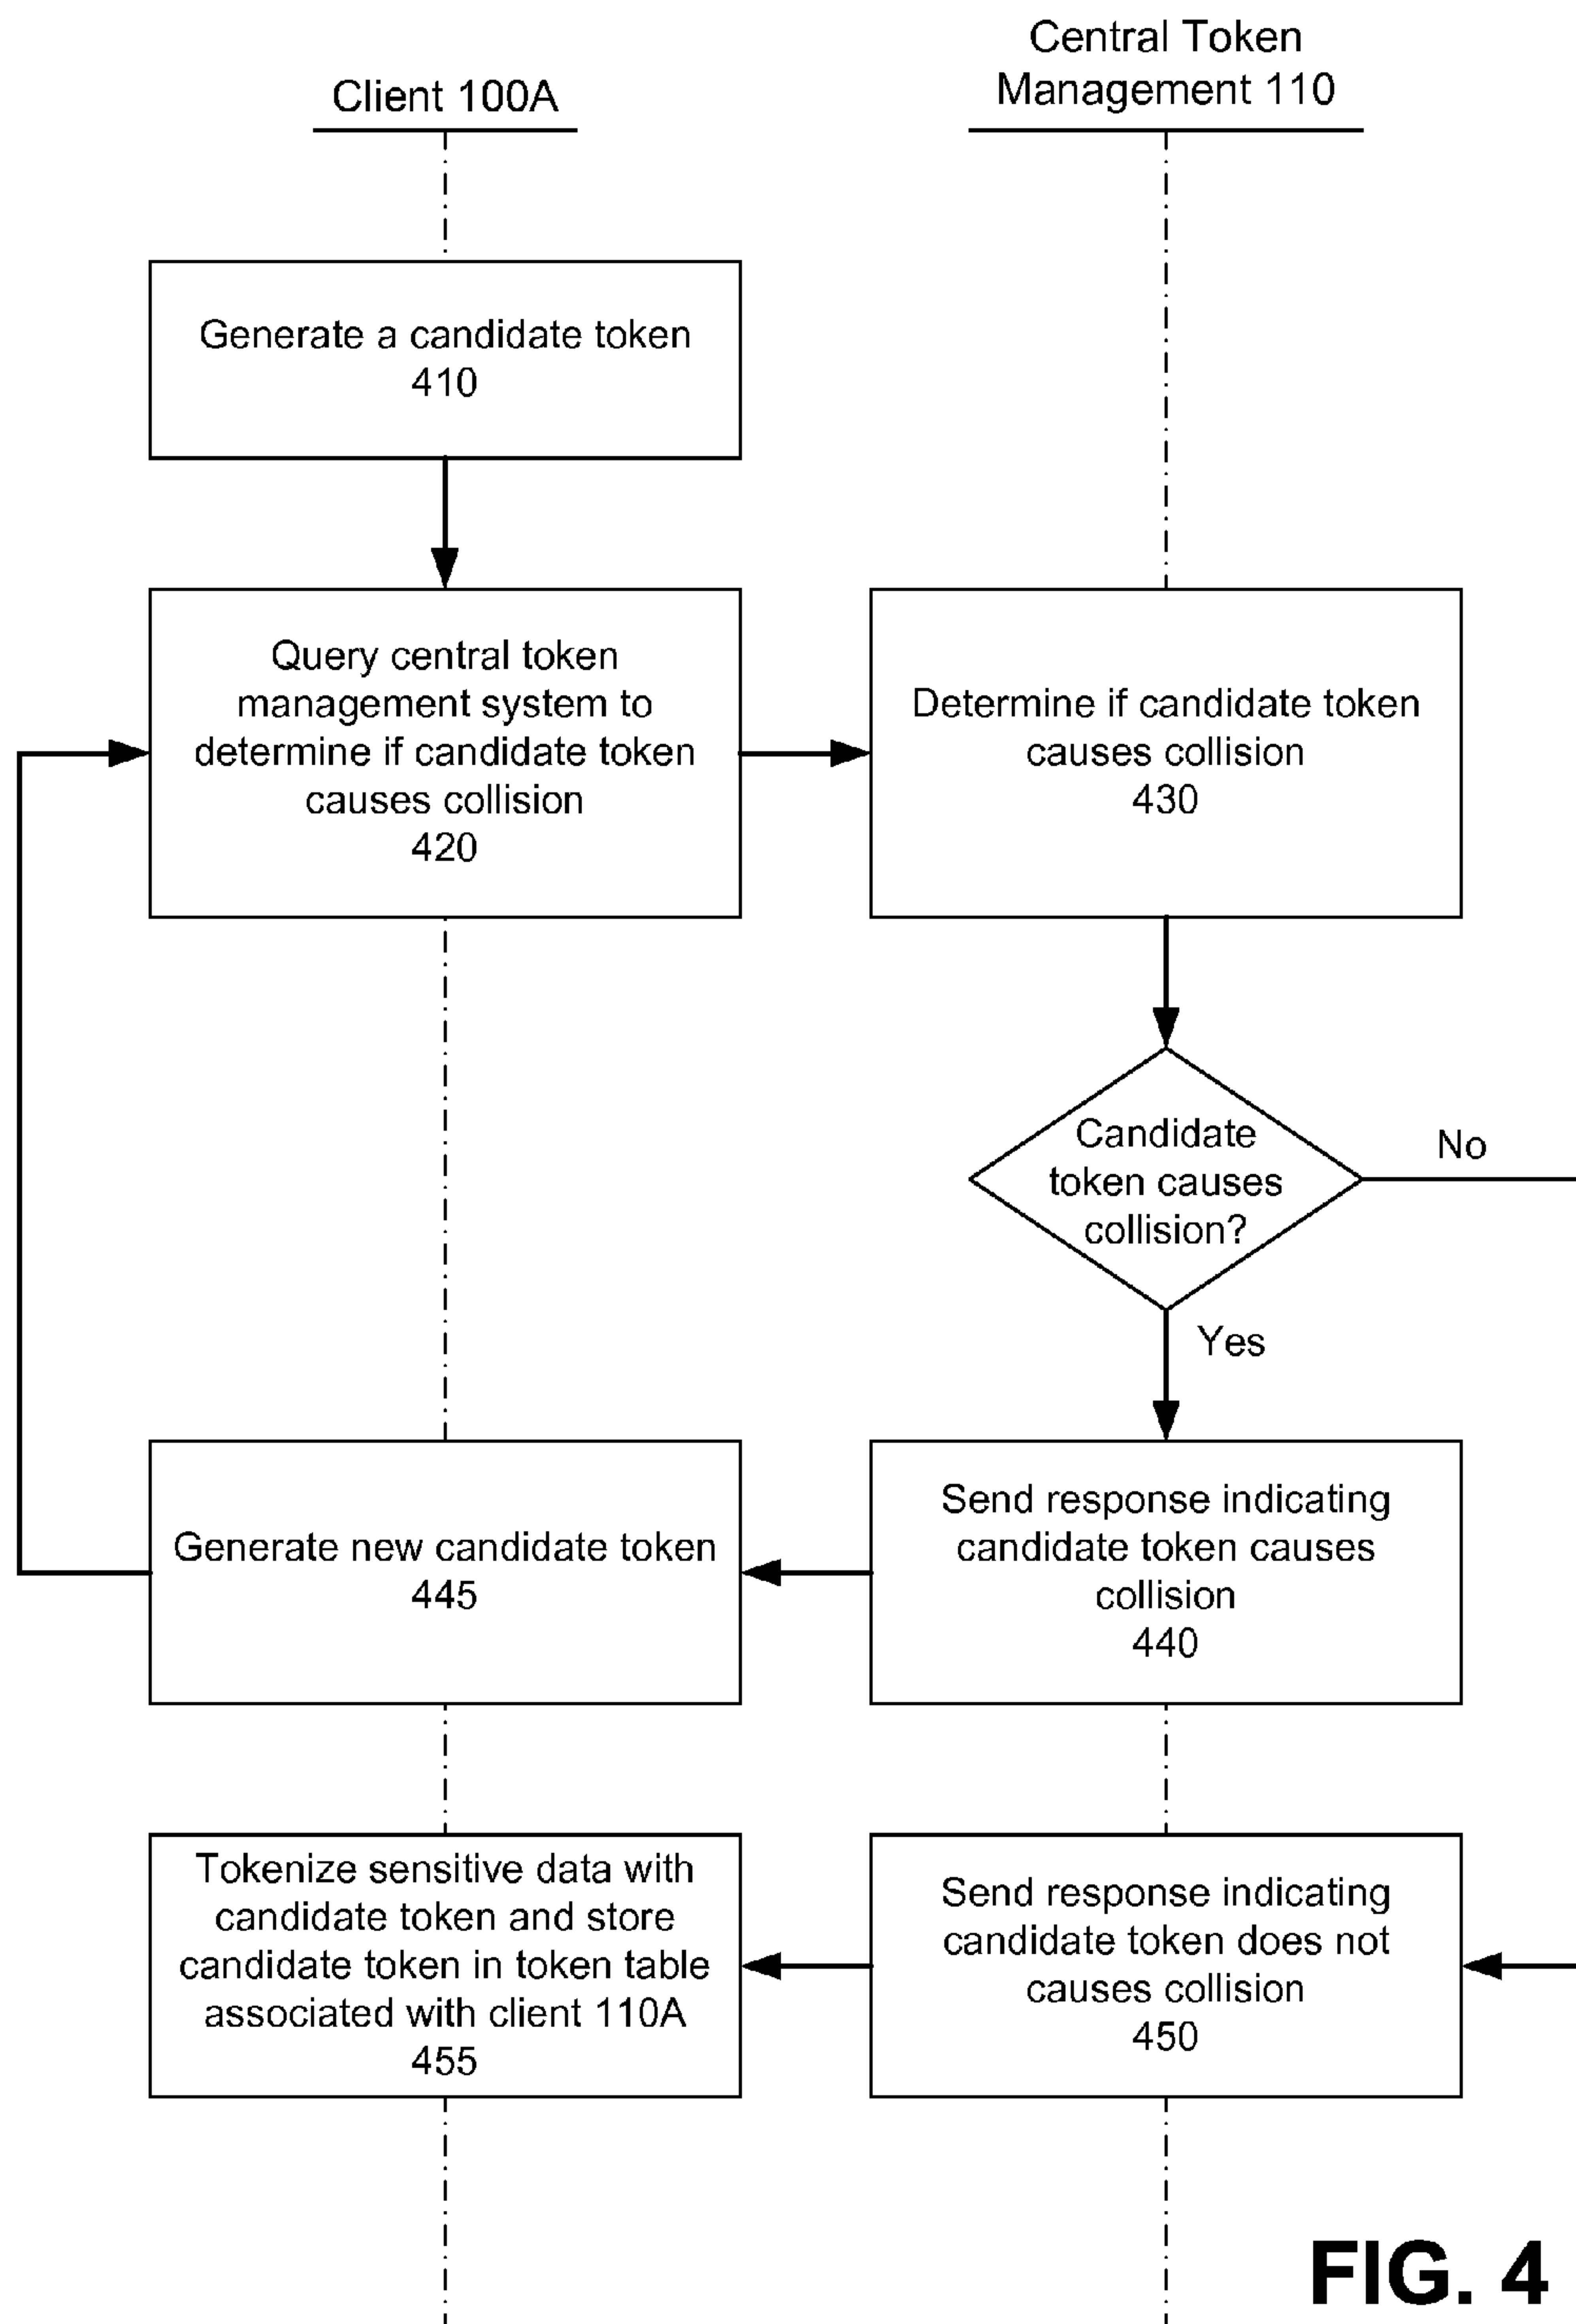 Client 100A
Central Token
Management 110
Generate a candidate token
410
Query central token
management system to
determine if candidate token
causes collision
420
Determine if candidate token
causes collision
430
Candidate
token causes
collision?
No
Yes
Generate new candidate token
445
Send response indicating
candidate token causes
collision
440
Tokenize sensitive data with
candidate token and store
candidate token in token table
associated with client 110A
455
Send response indicating
candidate token does not
causes collision
450
FIG. 4